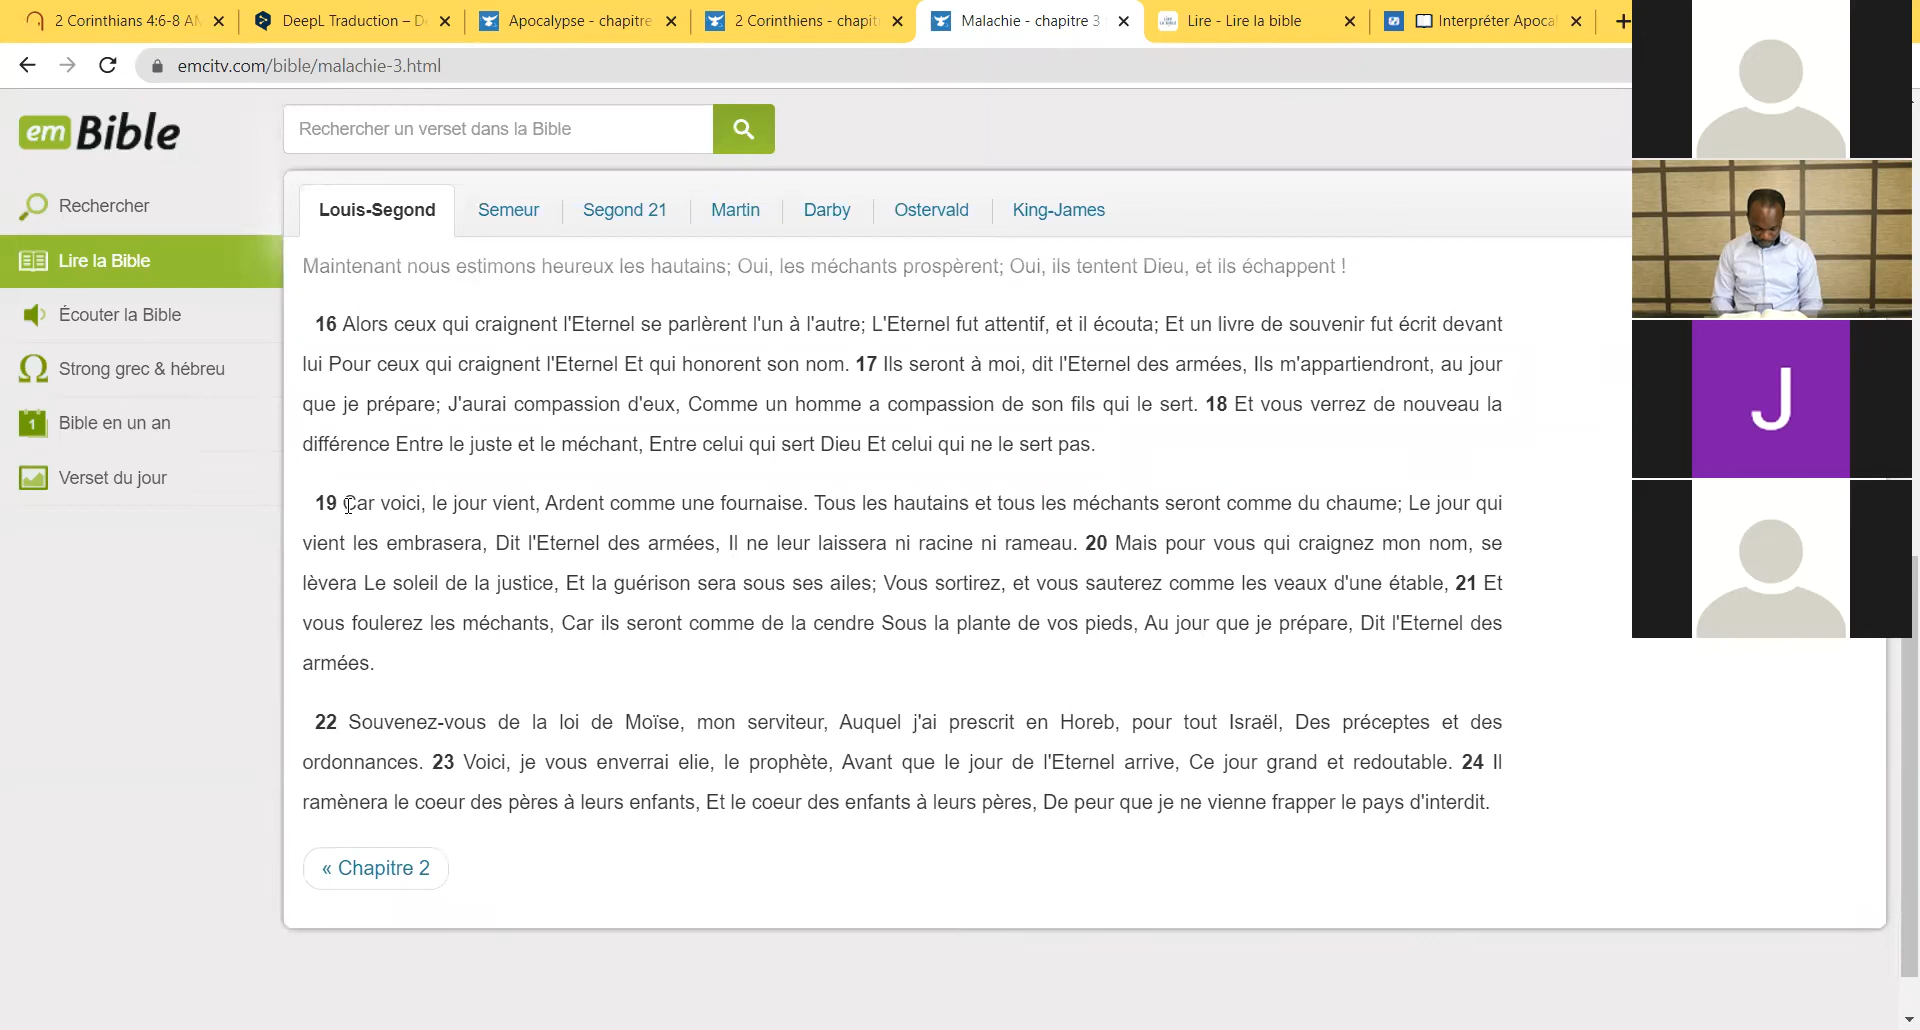 2 Corinthians 4:6-8 A
DeepL Traduction – D
Apocalypse - chapitre
2 Corinthiens - chapit
Malachie - chapitre 3
Lire - Lire la bible
Interpréter Apoca
emcitv.com/bible/malachie-3.html
em Bible
Rechercher un verset dans la Bible
Rechercher
Lire la Bible
Écouter la Bible
Strong grec & hébreu
1 Bible en un an
Verset du jour
Louis-Segond Semeur Segond 21 Martin Darby Ostervald King-James
Maintenant nous estimons heureux les hautains; Oui, les méchants prospèrent; Oui, ils tentent Dieu, et ils échappent !
16 Alors ceux qui craignent l'Eternel se parlèrent l'un à l'autre; L'Eternel fut attentif, et il écouta; Et un livre de souvenir fut écrit devant
lui Pour ceux qui craignent l'Eternel Et qui honorent son nom. 17 Ils seront à moi, dit l'Eternel des armées, Ils m'appartiendront, au jour
que je prépare; J'aurai compassion d'eux, Comme un homme a compassion de son fils qui le sert. 18 Et vous verrez de nouveau la
différence Entre le juste et le méchant, Entre celui qui sert Dieu Et celui qui ne le sert pas.
19 Car voici, le jour vient, Ardent comme une fournaise. Tous les hautains et tous les méchants seront comme du chaume; Le jour qui
vient les embrasera, Dit l'Eternel des armées, Il ne leur laissera ni racine ni rameau. 20 Mais pour vous qui craignez mon nom, se
lèvera Le soleil de la justice, Et la guérison sera sous ses ailes; Vous sortirez, et vous sauterez comme les veaux d'une étable, 21 Et
vous foulerez les méchants, Car ils seront comme de la cendre Sous la plante de vos pieds, Au jour que je prépare, Dit l'Eternel des
armées.
22 Souvenez-vous de la loi de Moïse, mon serviteur, Auquel j'ai prescrit en Horeb, pour tout Israël, Des préceptes et des
ordonnances. 23 Voici, je vous enverrai elie, le prophète, Avant que le jour de l'Eternel arrive, Ce jour grand et redoutable. 24 Il
ramènera le coeur des pères à leurs enfants, Et le coeur des enfants à leurs pères, De peur que je ne vienne frapper le pays d'interdit.
« Chapitre 2
J